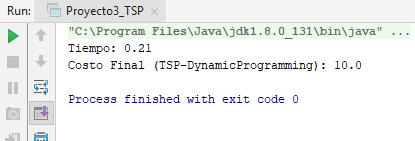 Run: Proyecto3_TSP
"C:\Program Files\Java\jdk1.8.0_131\bin\java" ...
Tiempo: 0.21
Costo Final (TSP-DynamicProgramming): 10.0
Process finished with exit code 0